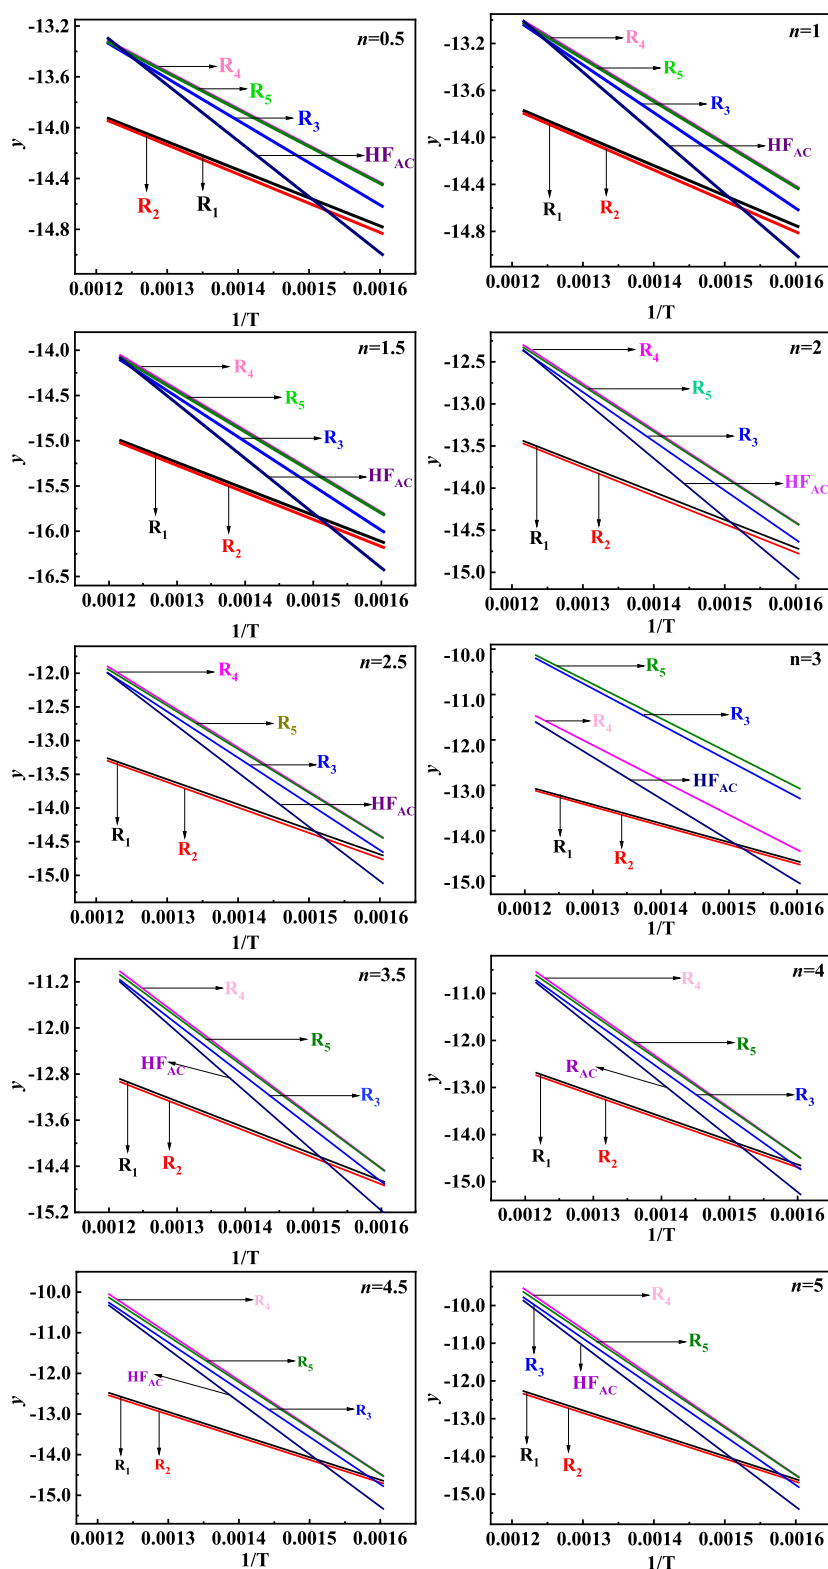 n=0.5
y
-13.2
-13.6
-14.0
-14.4
-14.8
R4
R5
R3
HFAC
R2
R1
0.0012 0.0013 0.0014 0.0015 0.0016
1/T
n=1
y
-13.2
-13.6
-14.0
-14.4
-14.8
R4
R5
R3
HFAC
R1
R2
0.0012 0.0013 0.0014 0.0015 0.0016
1/T
n=1.5
y
-14.0
-14.5
-15.0
-15.5
-16.0
-16.5
R4
R5
R3
HFAC
R1
R2
0.0012 0.0013 0.0014 0.0015 0.0016
1/T
n=2
y
-12.5
-13.0
-13.5
-14.0
-14.5
-15.0
R4
R5
R3
HFAC
R1
R2
0.0012 0.0013 0.0014 0.0015 0.0016
1/T
n=2.5
y
-12.0
-12.5
-13.0
-13.5
-14.0
-14.5
-15.0
R4
R5
R3
HFAC
R1
R2
0.0012 0.0013 0.0014 0.0015 0.0016
1/T
n=3
y
-10.0
-11.0
-12.0
-13.0
-14.0
-15.0
R5
R3
R4
HFAC
R1
R2
0.0012 0.0013 0.0014 0.0015 0.0016
1/T
n=3.5
y
-11.2
-12.0
-12.8
-13.6
-14.4
-15.2
R4
R5
HFAC
R3
R1
R2
0.0012 0.0013 0.0014 0.0015 0.0016
1/T
n=4
y
-11.0
-12.0
-13.0
-14.0
-15.0
R4
R5
RAC
R3
R1
R2
0.0012 0.0013 0.0014 0.0015 0.0016
1/T
n=4.5
y
-10.0
-11.0
-12.0
-13.0
-14.0
-15.0
R4
R5
HFAC
R3
R1
R2
0.0012 0.0013 0.0014 0.0015 0.0016
1/T
n=5
y
-10.0
-11.0
-12.0
-13.0
-14.0
-15.0
R4
R5
R3
HFAC
R1
R2
0.0012 0.0013 0.0014 0.0015 0.0016
1/T